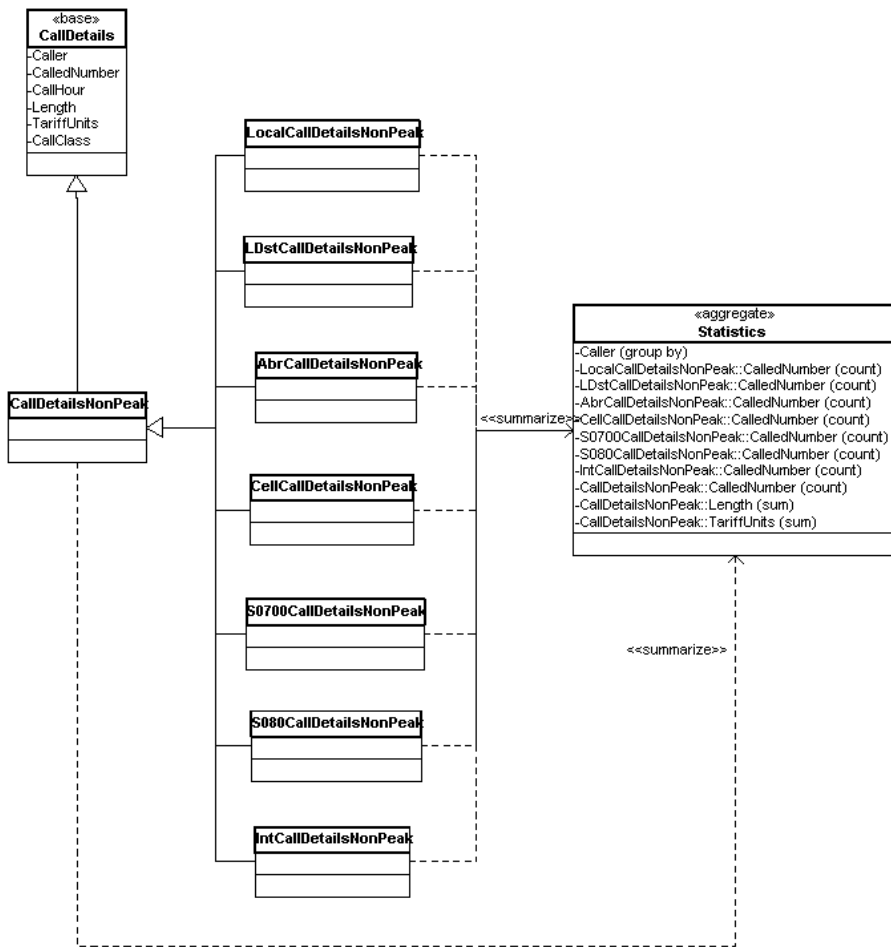 «base»
CallDetails
-Caller
-CalledNumber
-CallHour
-Length
-TariffUnits
-CallClass
LocalCallDetailsNonPeak
LDstCallDetailsNonPeak
AbrCallDetailsNonPeak
CallDetailsNonPeak
CellCallDetailsNonPeak
S0700CallDetailsNonPeak
S080CallDetailsNonPeak
IntCallDetailsNonPeak
<<summarize>>
«aggregate»
Statistics
-Caller (group by)
-LocalCallDetailsNonPeak::CalledNumber (count)
-LDstCallDetailsNonPeak::CalledNumber (count)
-AbrCallDetailsNonPeak::CalledNumber (count)
-CellCallDetailsNonPeak::CalledNumber (count)
-S0700CallDetailsNonPeak::CalledNumber (count)
-S080CallDetailsNonPeak::CalledNumber (count)
-IntCallDetailsNonPeak::CalledNumber (count)
-CallDetailsNonPeak::CalledNumber (count)
-CallDetailsNonPeak::Length (sum)
-CallDetailsNonPeak::TariffUnits (sum)
<<summarize>>